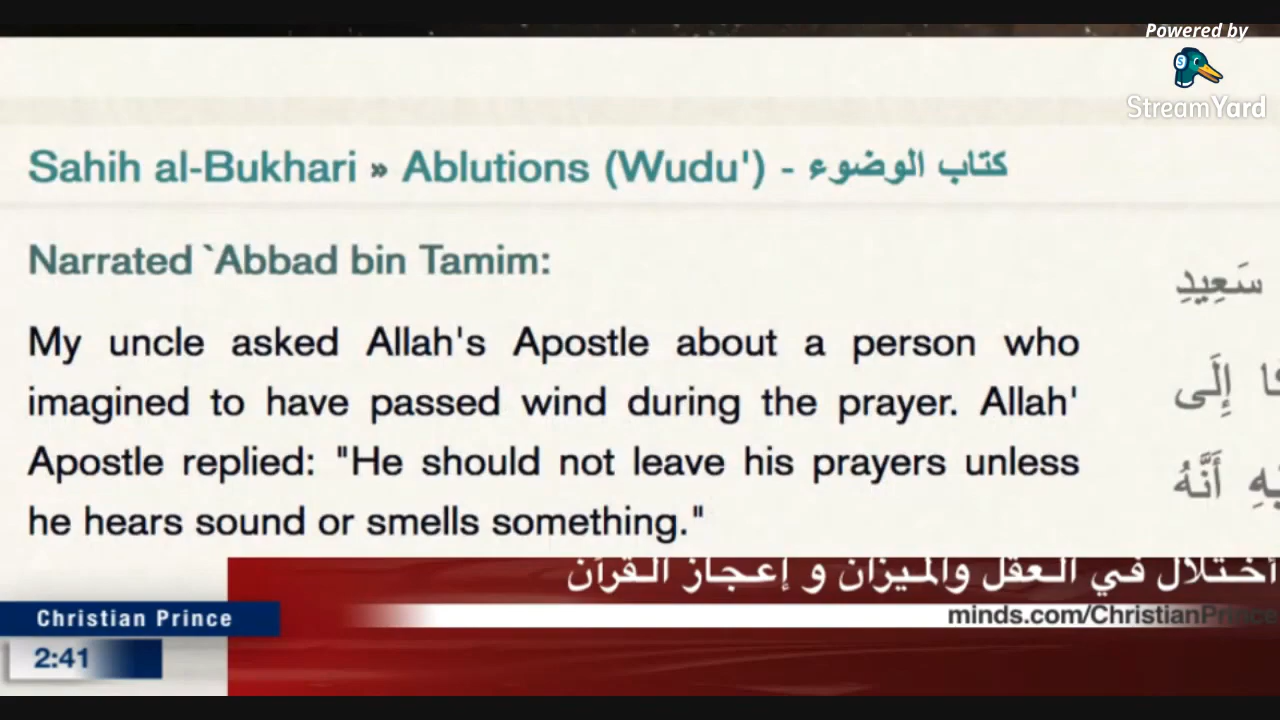 Powered by
StreamYard
Sahih al-Bukhari » Ablutions (Wudu') - كتاب الوضوء
Narrated `Abbad bin Tamim:
سَعِيدِ
My uncle asked Allah's Apostle about a person who
imagined to have passed wind during the prayer. Allah'
إِلَى
Apostle replied: "He should not leave his prayers unless
أَنَّهُ
he hears sound or smells something."
أختلال في العقل والميزان و إعجاز القرآن
Christian Prince
minds.com/ChristianPrince
2:41